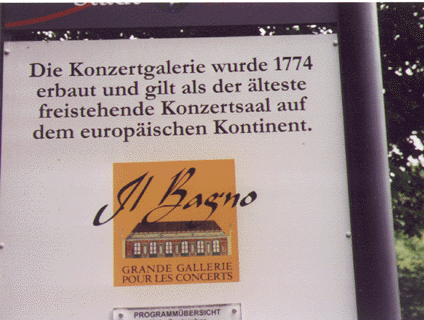 Stadt
Die Konzertgalerie wurde 1774
erbaut und gilt als der älteste
freistehende Konzertsaal auf
dem europäischen Kontinent.
Il Bagno
GRANDE GALLERIE
POUR LES CONCERTS
PROGRAMMÜBERSICHT